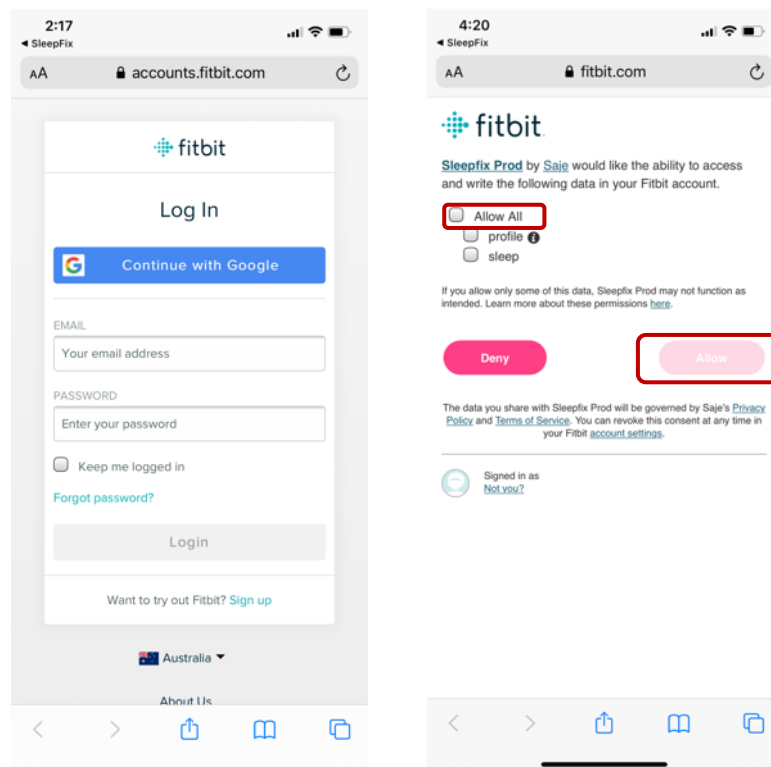 2:17
◀ SleepFix
AA accounts.fitbit.com
fitbit
Log In
G Continue with Google
EMAIL
Your email address
PASSWORD
Enter your password
Keep me logged in
Forgot password?
Login
Want to try out Fitbit? Sign up
Australia
About Us
4:20
◀ SleepFix
AA fitbit.com
fitbit
Sleepfix Prod by Saje would like the ability to access
and write the following data in your Fitbit account.
Allow All
profile i
sleep
If you allow only some of this data, Sleepfix Prod may not function as
intended. Learn more about these permissions here.
Deny Allow
The data you share with Sleepfix Prod will be governed by Saje's Privacy
Policy and Terms of Service. You can revoke this consent at any time in
your Fitbit account settings.
Signed in as
Not you?